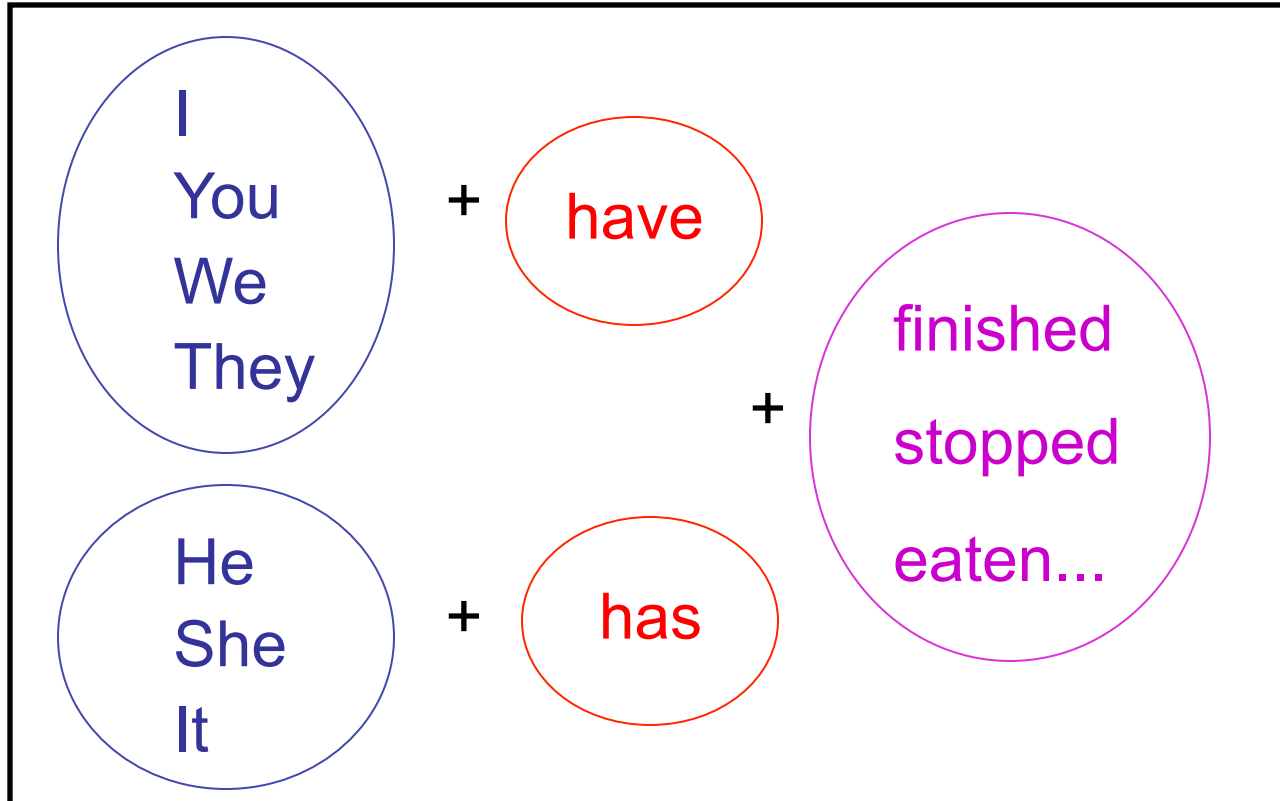 I
You
We
They
+
have
He
She
It
+
has
+
finished
stopped
eaten...